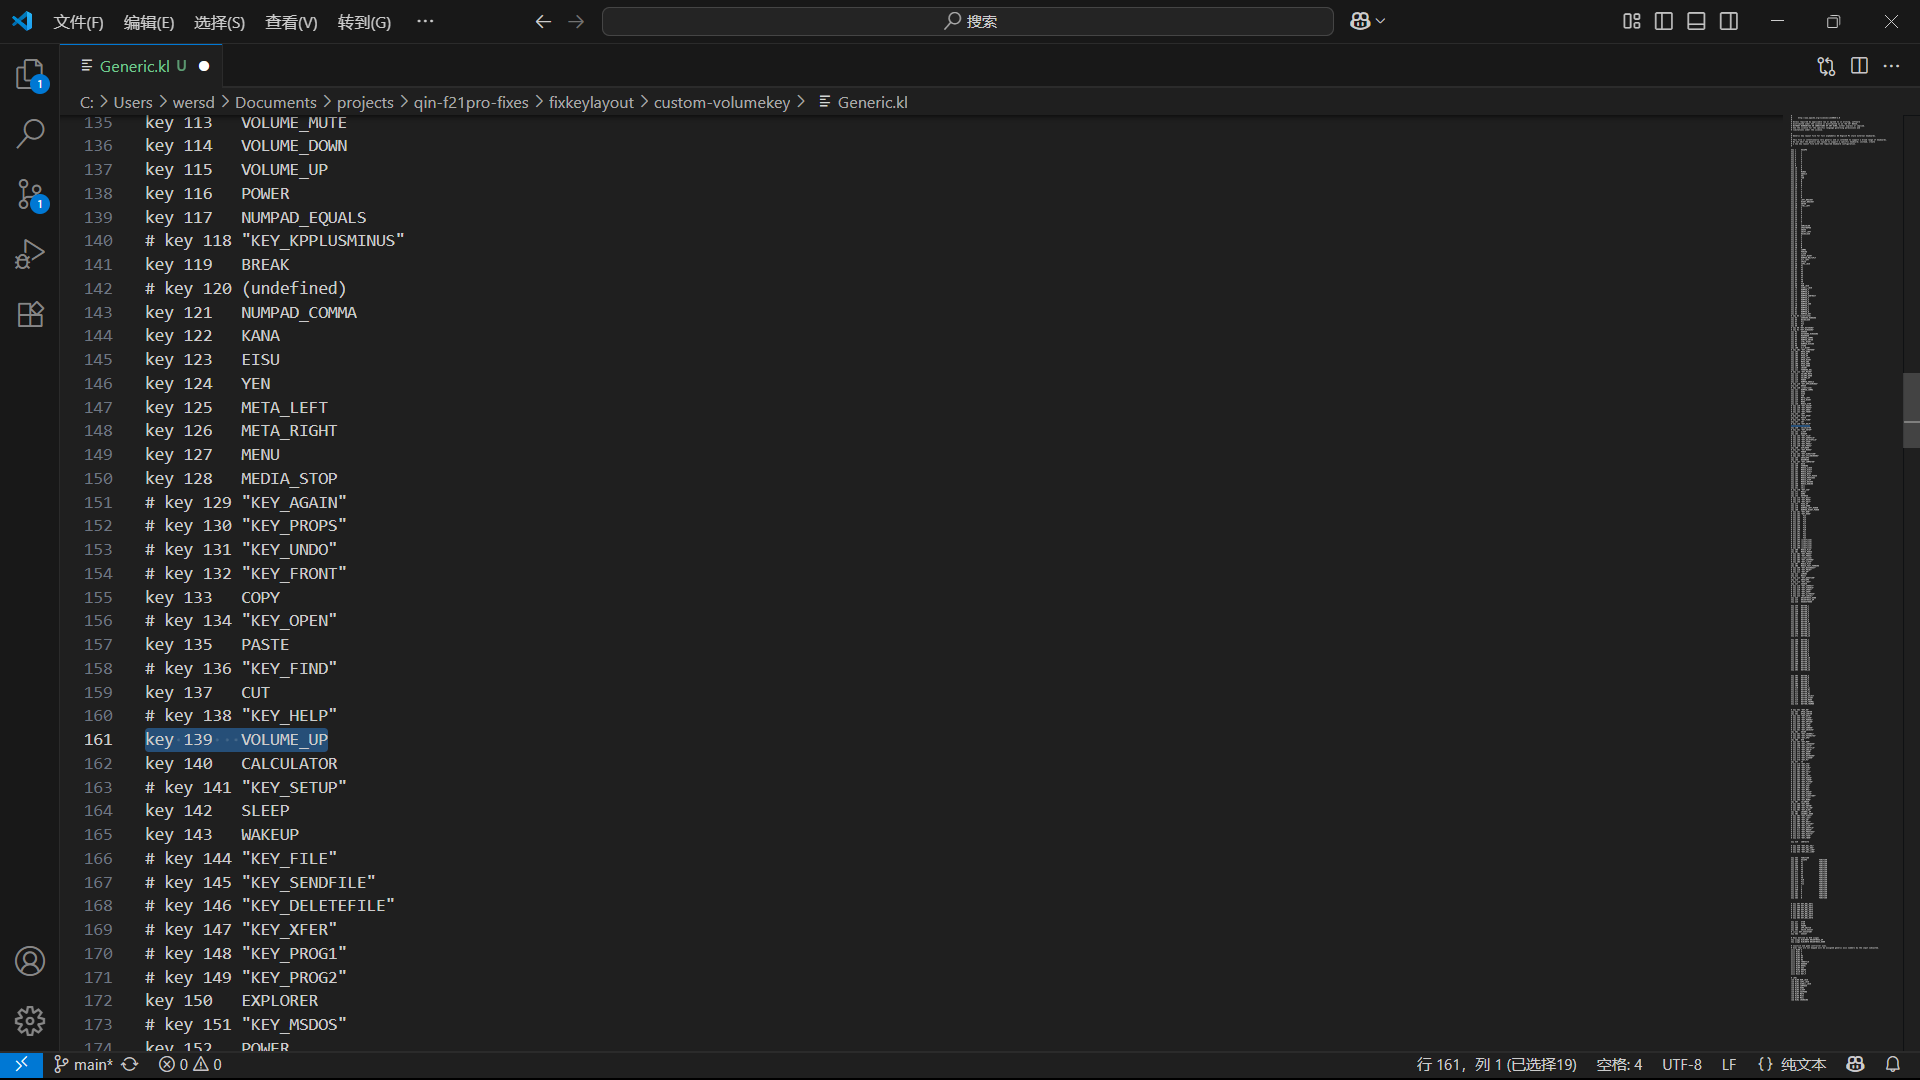 文件(F) 编辑(E) 选择(S) 查看(V) 转到(G) ··· 搜索
Generic.kl U
C: > Users > wersd > Documents > projects > qin-f21pro-fixes > fixkeylayout > custom-volumekey > Generic.kl
135 key 113 VOLUME_MUTE
136 key 114 VOLUME_DOWN
137 key 115 VOLUME_UP
138 key 116 POWER
139 key 117 NUMPAD_EQUALS
140 # key 118 "KEY_KPPLUSMINUS"
141 key 119 BREAK
142 # key 120 (undefined)
143 key 121 NUMPAD_COMMA
144 key 122 KANA
145 key 123 EISU
146 key 124 YEN
147 key 125 META_LEFT
148 key 126 META_RIGHT
149 key 127 MENU
150 key 128 MEDIA_STOP
151 # key 129 "KEY_AGAIN"
152 # key 130 "KEY_PROPS"
153 # key 131 "KEY_UNDO"
154 # key 132 "KEY_FRONT"
155 key 133 COPY
156 # key 134 "KEY_OPEN"
157 key 135 PASTE
158 # key 136 "KEY_FIND"
159 key 137 CUT
160 # key 138 "KEY_HELP"
161 key 139 VOLUME_UP
162 key 140 CALCULATOR
163 # key 141 "KEY_SETUP"
164 key 142 SLEEP
165 key 143 WAKEUP
166 # key 144 "KEY_FILE"
167 # key 145 "KEY_SENDFILE"
168 # key 146 "KEY_DELETEFILE"
169 # key 147 "KEY_XFER"
170 # key 148 "KEY_PROG1"
171 # key 149 "KEY_PROG2"
172 key 150 EXPLORER
173 # key 151 "KEY_MSDOS"
174 key 152 POWER
1
1
main* 0 0 行 161，列 1 (已选择19) 空格: 4 UTF-8 LF {} 纯文本